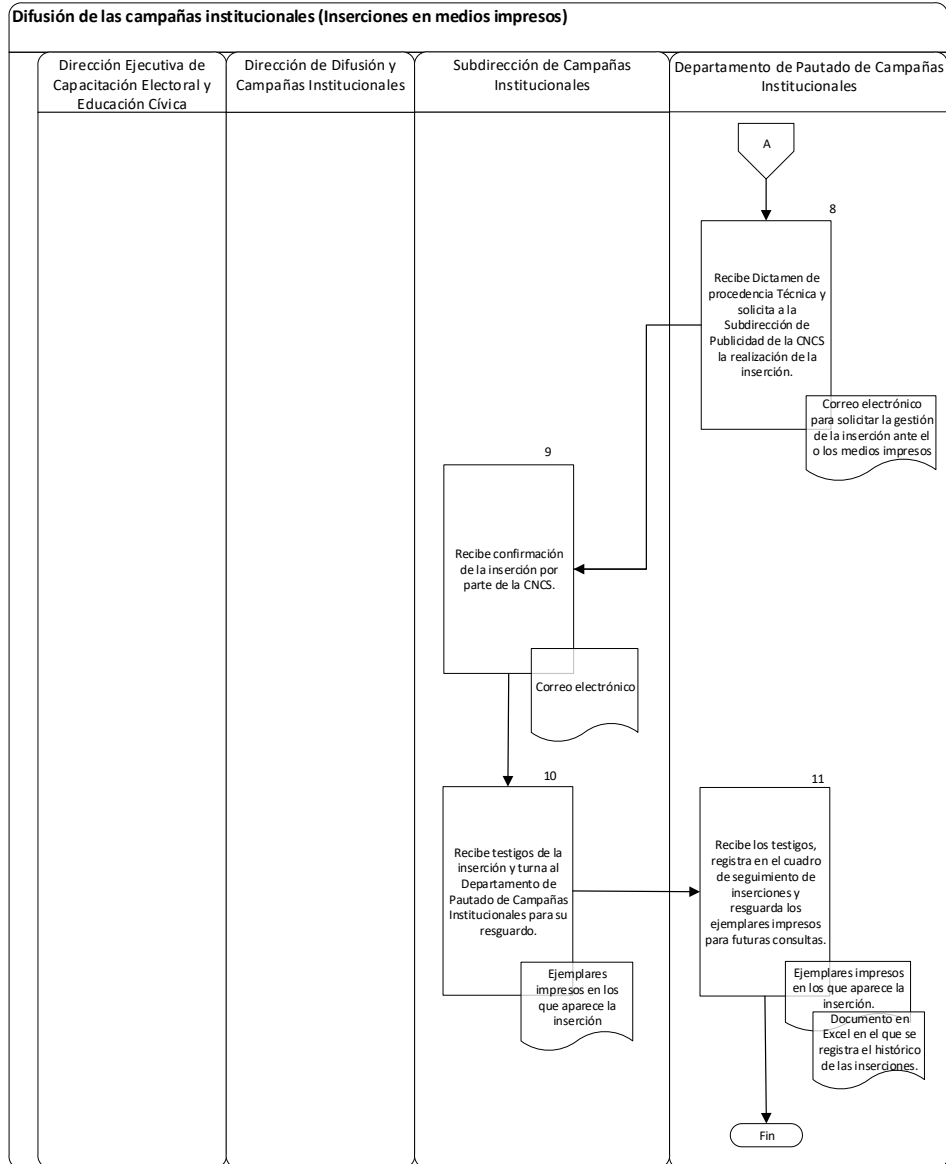 Difusión de las campañas institucionales (Inserciones en medios impresos)
Dirección Ejecutiva de
Capacitación Electoral y
Educación Cívica
Dirección de Difusión y
Campañas Institucionales
Subdirección de Campañas
Institucionales
Departamento de Pautado de Campañas
Institucionales
A
8
Recibe Dictamen de
procedencia Técnica y
solicita a la
Subdirección de
Publicidad de la CNCS
la realización de la
inserción.
Correo electrónico
para solicitar la gestión
de la inserción ante el
o los medios impresos
9
Recibe confirmación
de la inserción por
parte de la CNCS.
Correo electrónico
10
Recibe testigos de la
inserción y turna al
Departamento de
Pautado de Campañas
Institucionales para su
resguardo.
Ejemplares
impresos en los
que aparece la
inserción
11
Recibe los testigos,
registra en el cuadro
de seguimiento de
inserciones y
resguarda los
ejemplares impresos
para futuras consultas.
Ejemplares impresos
en los que aparece la
inserción.
Documento en
Excel en el que se
registra el histórico
de las inserciones.
Fin